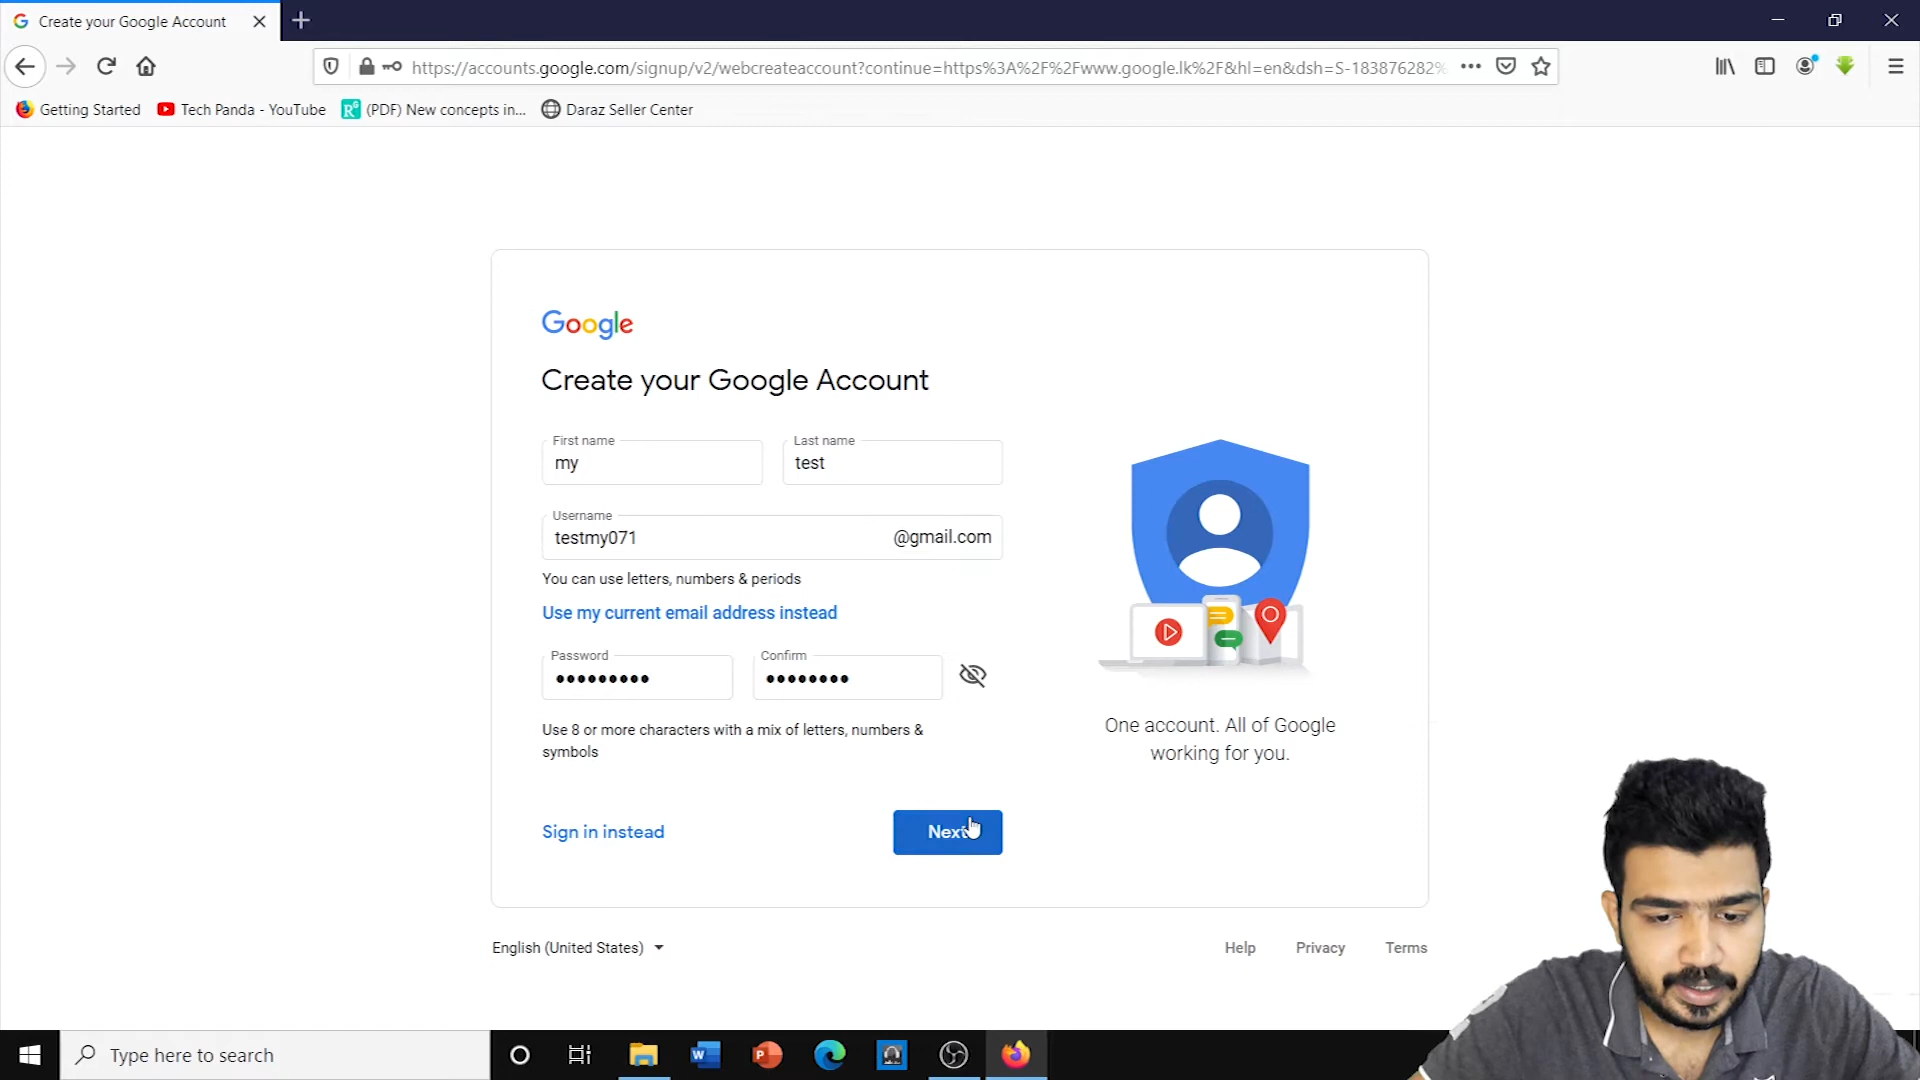 Create your Google Account
https://accounts.google.com/signup/v2/webcreateaccount?continue=https%3A%2F%2Fwww.google.lk%2F&hl=en&dsh=S-183876282%
Getting Started
Tech Panda - YouTube
(PDF) New concepts in...
Daraz Seller Center
Google
Create your Google Account
First name
my
Last name
test
Username
testmy071
@gmail.com
You can use letters, numbers & periods
Use my current email address instead
Password
Confirm
Use 8 or more characters with a mix of letters, numbers &
symbols
One account. All of Google
working for you.
Sign in instead
Next
English (United States)
Help
Privacy
Terms
Type here to search